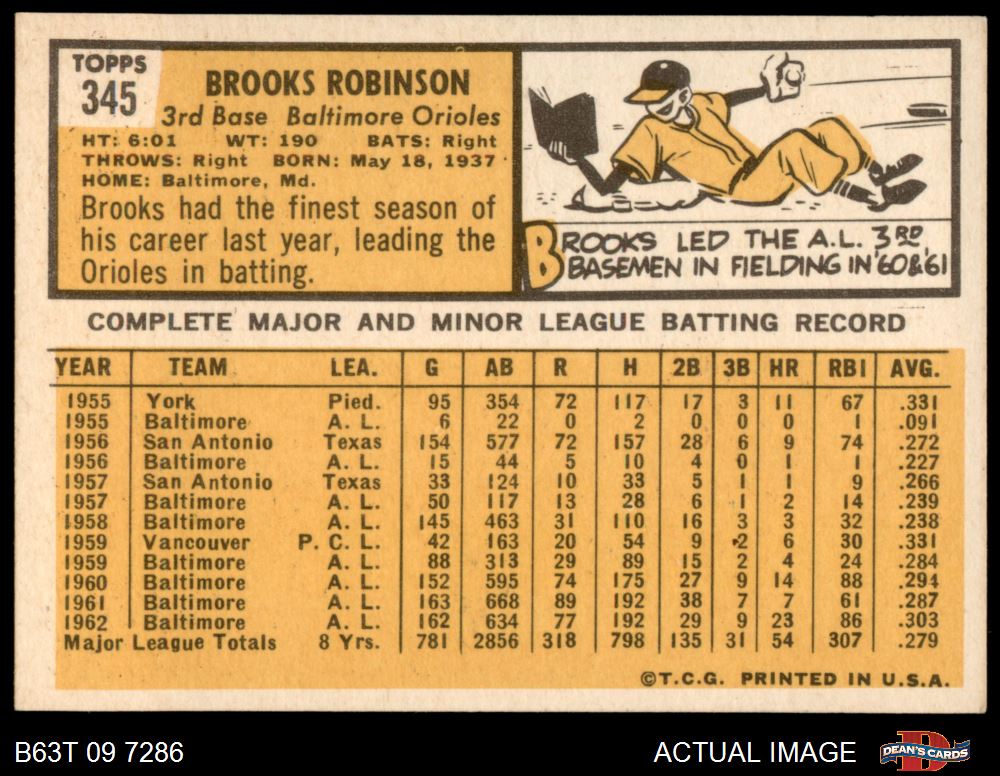 TOPPS
345
BROOKS ROBINSON
3rd Base Baltimore Orioles
HT: 6:01 WT: 190 BATS: Right
THROWS: Right BORN: May 18, 1937
HOME: Baltimore, Md.
Brooks had the finest season of
his career last year, leading the
Orioles in batting.
BROOKS LED THE A.L. 3RD
BASEMEN IN FIELDING IN '60 & '61
COMPLETE MAJOR AND MINOR LEAGUE BATTING RECORD
YEAR TEAM LEA. G AB R H 2B 3B HR RBI AVG.
1955 York Pied. 95 354 72 117 17 3 11 67 .331
1955 Baltimore A. L. 6 22 0 2 0 0 0 1 .091
1956 San Antonio Texas 154 577 72 157 28 6 9 74 .272
1956 Baltimore A. L. 15 44 5 10 4 0 1 1 .227
1957 San Antonio Texas 33 124 10 33 5 1 1 9 .266
1957 Baltimore A. L. 50 117 13 28 6 1 2 14 .239
1958 Baltimore A. L. 145 463 31 110 16 3 3 32 .238
1959 Vancouver P. C. L. 42 163 20 54 9 2 6 30 .331
1959 Baltimore A. L. 88 313 29 89 15 2 4 24 .284
1960 Baltimore A. L. 152 595 74 175 27 9 14 88 .294
1961 Baltimore A. L. 163 668 89 192 38 7 7 61 .287
1962 Baltimore A. L. 162 634 77 192 29 9 23 86 .303
Major League Totals 8 Yrs. 781 2856 318 798 135 31 54 307 .279
©T.C.G. PRINTED IN U.S.A.
B63T 09 7286 ACTUAL IMAGE DEAN'S CARDS